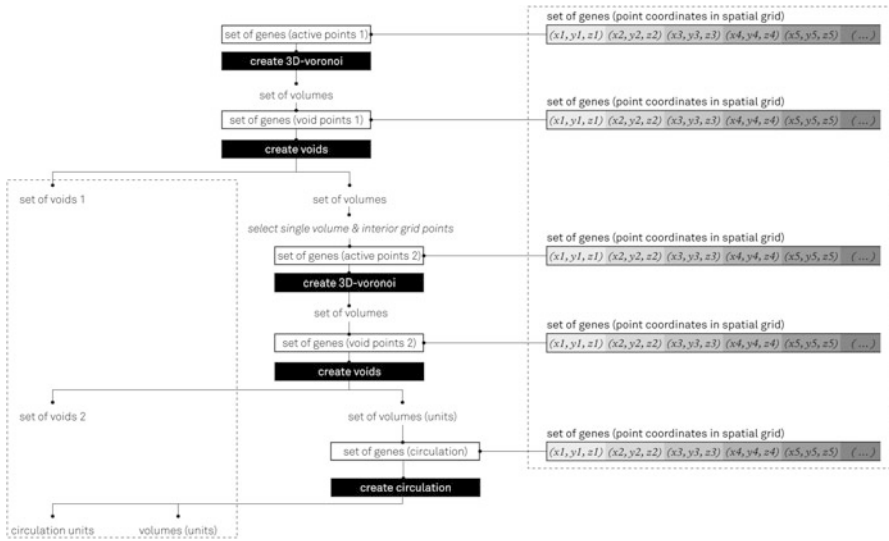 set of genes (point coordinates in spatial grid)
set of genes (active points 1)
(x1, y1, z1) (x2, y2, z2) (x3, y3, z3) (x4, y4, z4) (x5, y5, z5) (...)
create 3D-voronoi
set of volumes
set of genes (point coordinates in spatial grid)
set of genes (void points 1)
(x1, y1, z1) (x2, y2, z2) (x3, y3, z3) (x4, y4, z4) (x5, y5, z5) (...)
create voids
set of voids 1
set of volumes
select single volume & interior grid points
set of genes (point coordinates in spatial grid)
set of genes (active points 2)
(x1, y1, z1) (x2, y2, z2) (x3, y3, z3) (x4, y4, z4) (x5, y5, z5) (...)
create 3D-voronoi
set of volumes
set of genes (point coordinates in spatial grid)
set of genes (void points 2)
(x1, y1, z1) (x2, y2, z2) (x3, y3, z3) (x4, y4, z4) (x5, y5, z5) (...)
create voids
set of voids 2
set of volumes (units)
set of genes (point coordinates in spatial grid)
set of genes (circulation)
(x1, y1, z1) (x2, y2, z2) (x3, y3, z3) (x4, y4, z4) (x5, y5, z5) (...)
create circulation
circulation units
volumes (units)